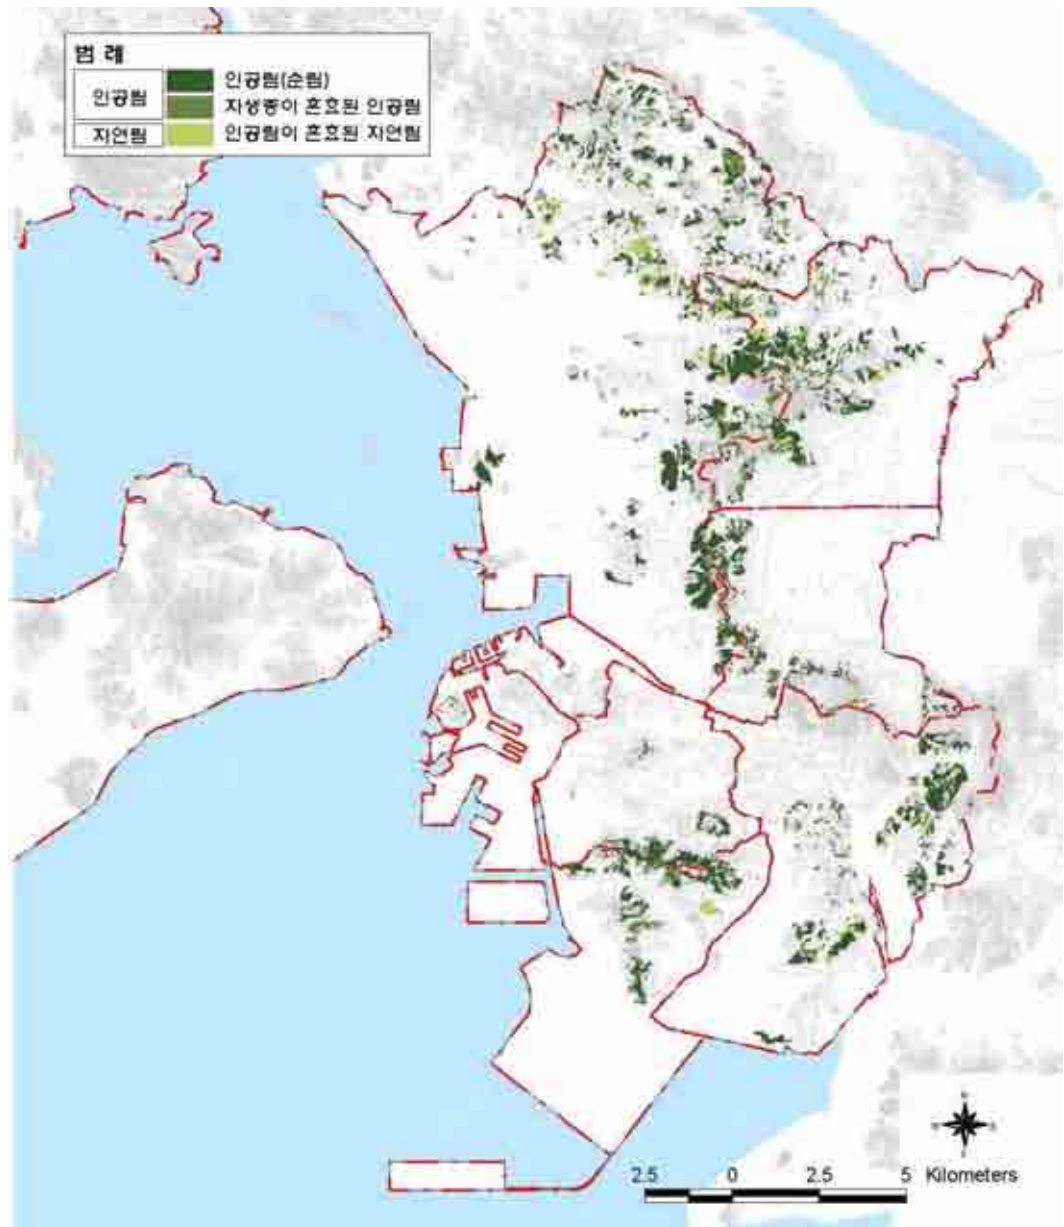 범 례
인공림
인공림(순림)
자생종이 혼효된 인공림
자연림
인공림이 혼효된 자연림
2.5 0 2.5 5 Kilometers